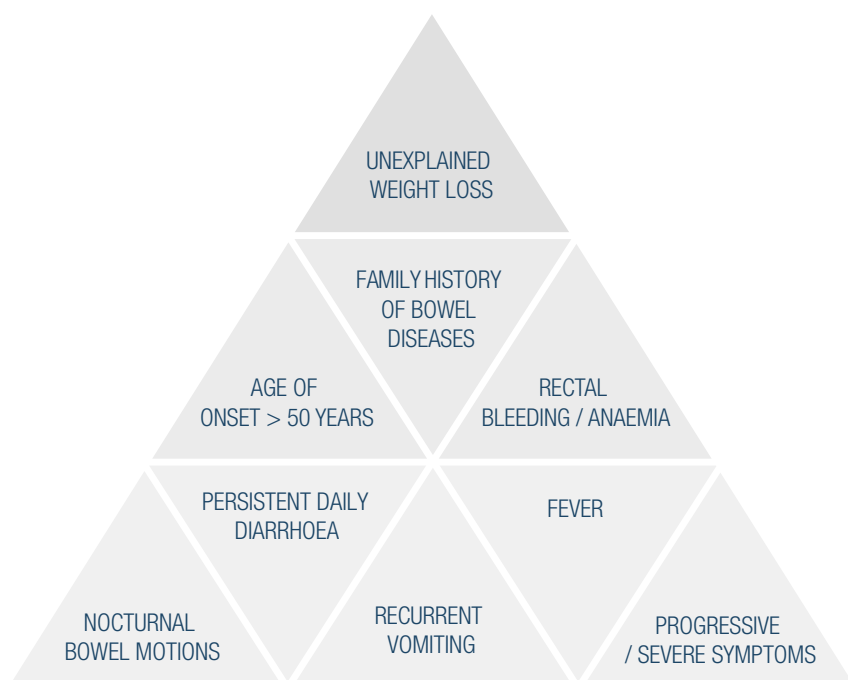 UNEXPLAINED
WEIGHT LOSS
FAMILY HISTORY
OF BOWEL
DISEASES
AGE OF
ONSET > 50 YEARS
RECTAL
BLEEDING / ANAEMIA
PERSISTENT DAILY
DIARRHOEA
FEVER
NOCTURNAL
BOWEL MOTIONS
RECURRENT
VOMITING
PROGRESSIVE
/ SEVERE SYMPTOMS